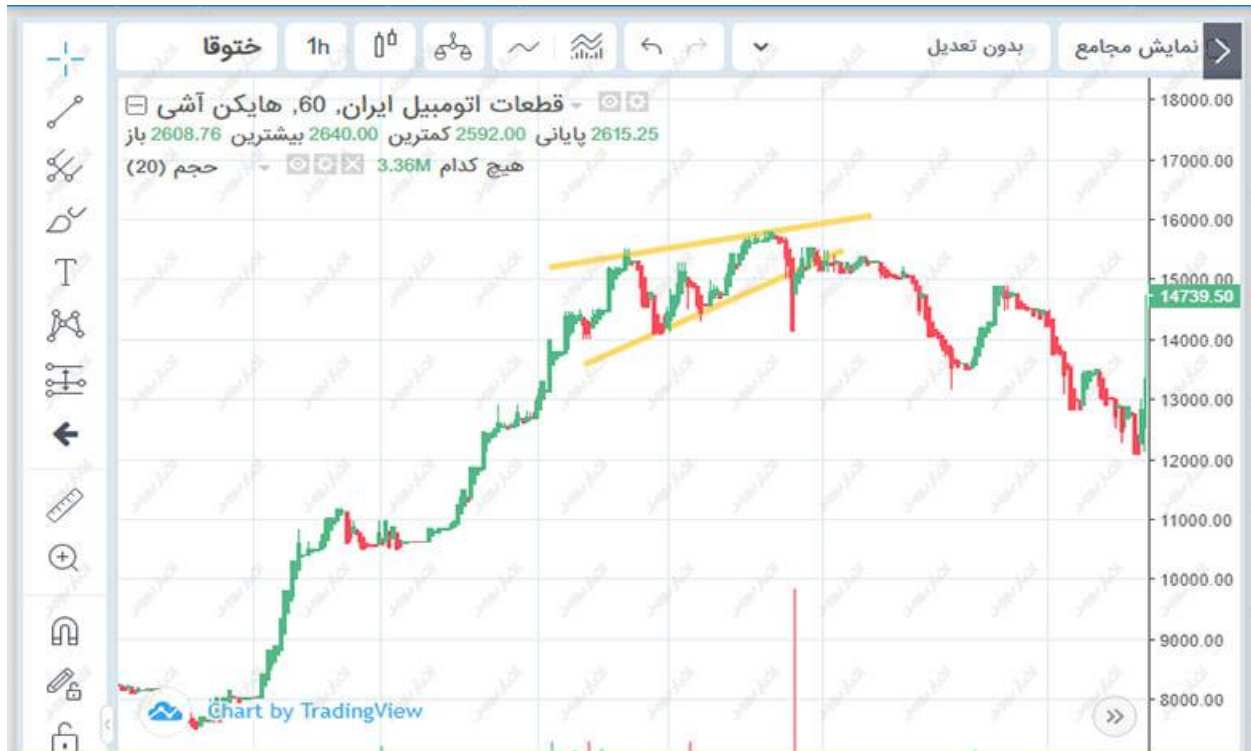 ختوقا 1h بدون تعدیل نمایش مجامع
قطعات اتومبیل ایران, 60, هایکن آشی
باز 2608.76 بیشترین 2640.00 کمترین 2592.00 پایانی 2615.25
حجم (20) 3.36M هیچ کدام
18000.00
17000.00
16000.00
15000.00
14739.50
14000.00
13000.00
12000.00
11000.00
10000.00
9000.00
8000.00
Chart by TradingView